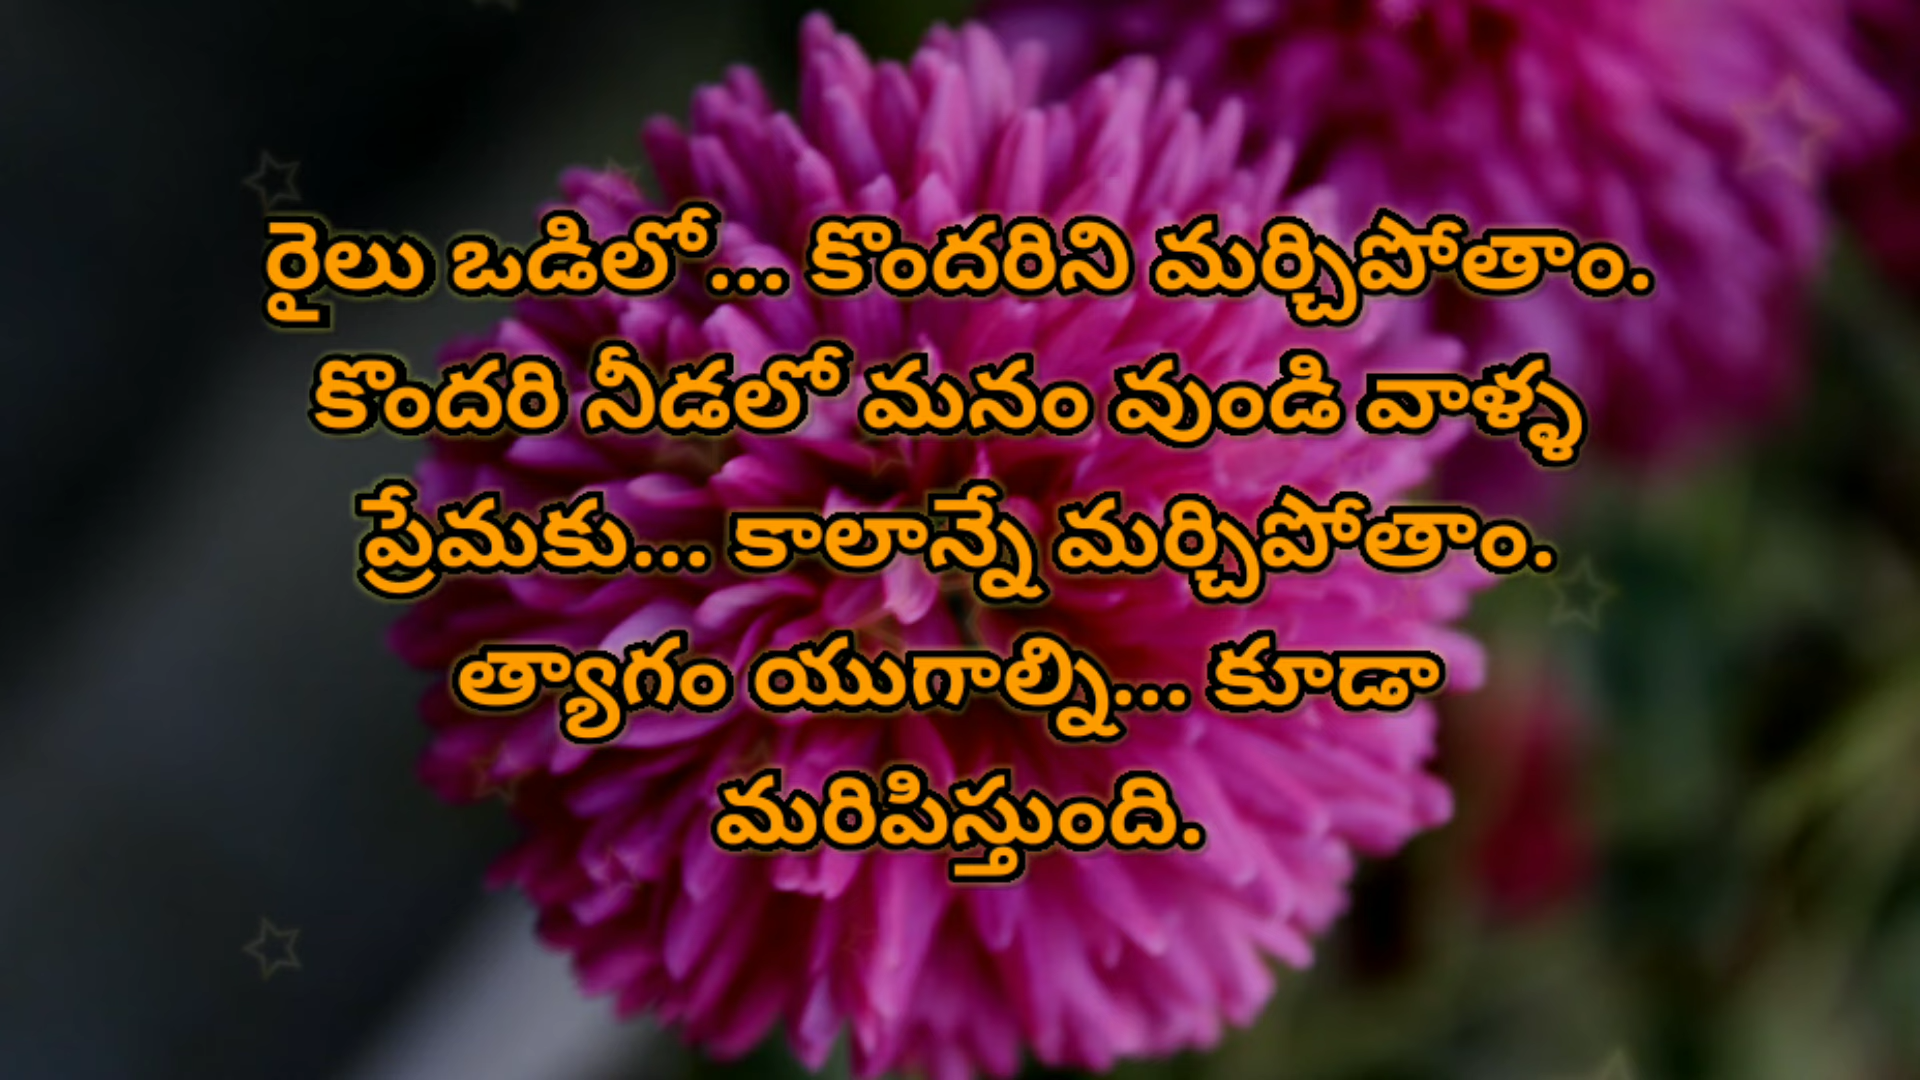 రైలు ఒడిలో... కొందరిని మర్చిపోతాం.
కొందరి నీడలో మనం వుండి వాళ్ళ
ప్రేమకు... కాలాన్నే మర్చిపోతాం.
త్యాగం యుగాల్ని... కూడా
మరిపిస్తుంది.